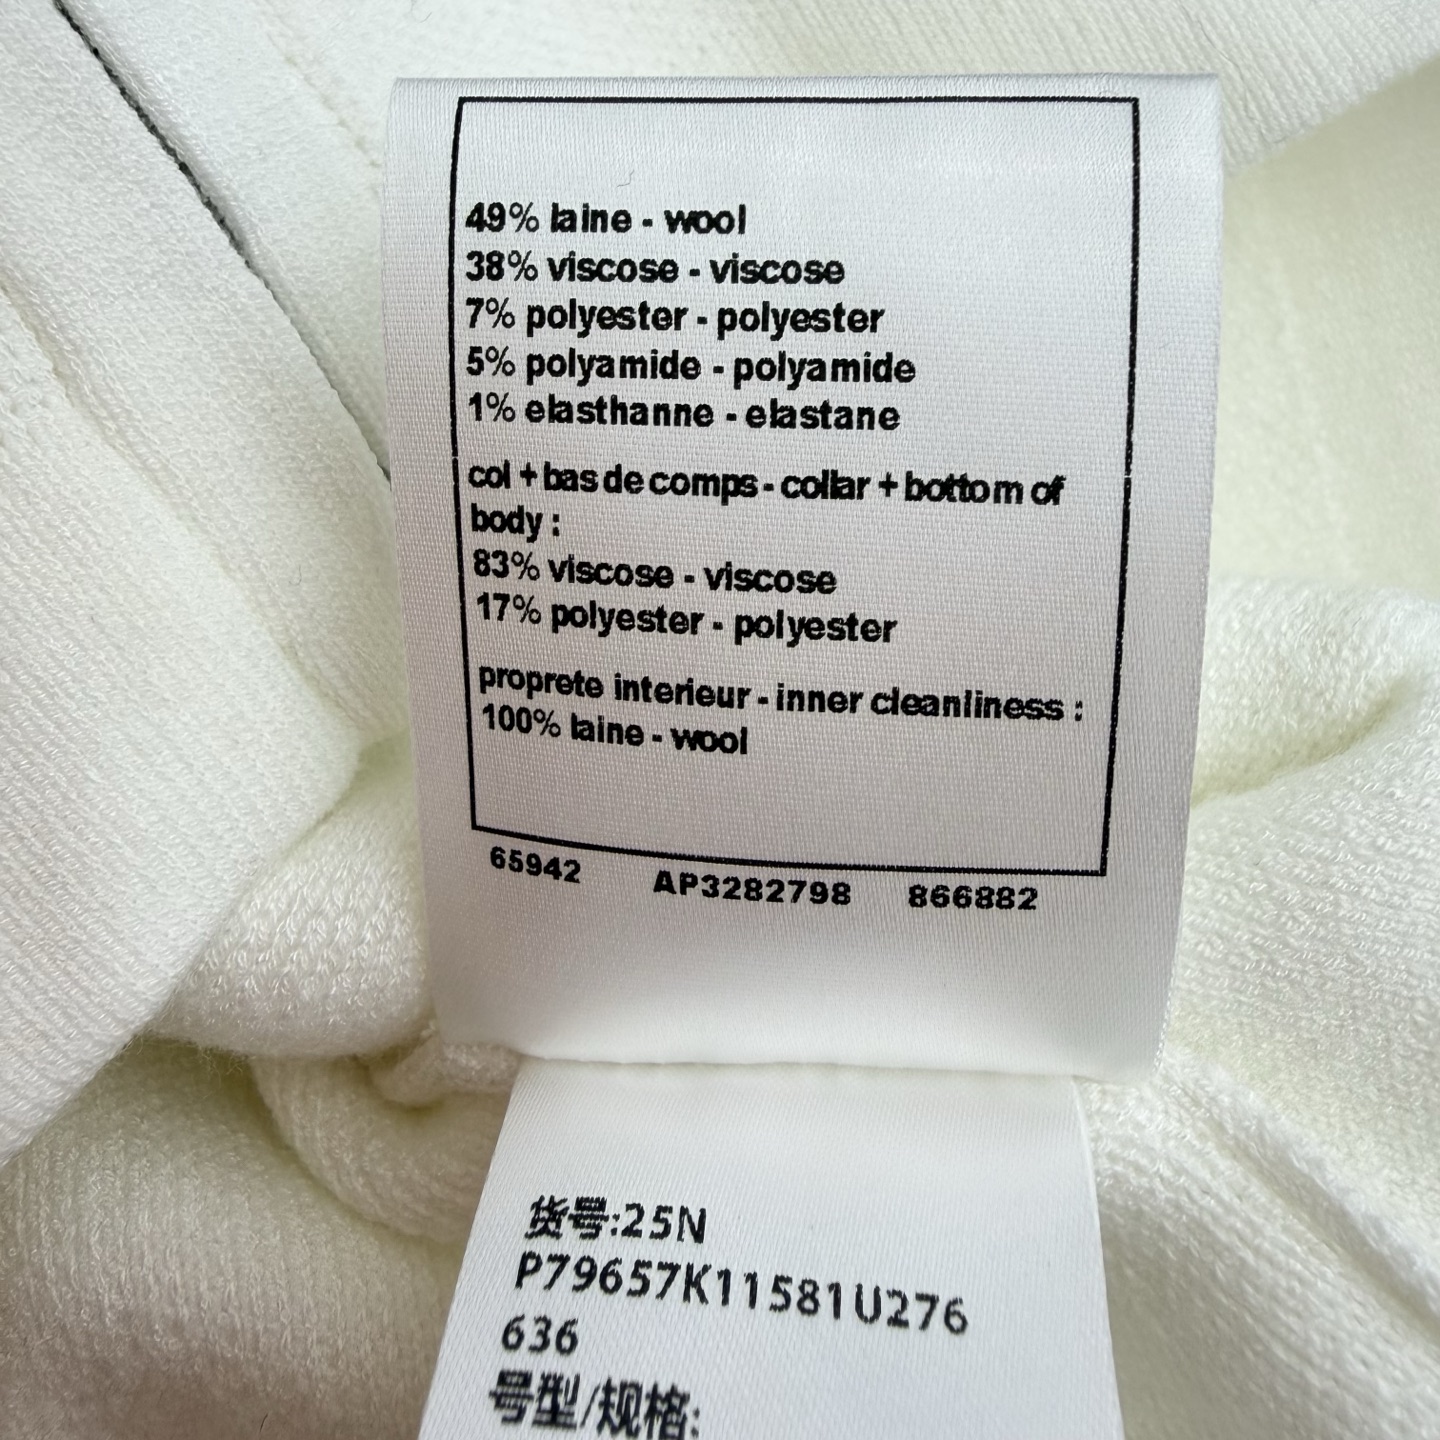 49% laine - wool
38% viscose - viscose
7% polyester - polyester
5% polyamide - polyamide
1% elasthanne - elastane
col + bas de comps - collar + bottom of
body :
83% viscose - viscose
17% polyester - polyester
proprete interieur - inner cleanliness :
100% laine - wool
65942 AP3282798 866882
货号:25N
P79657K11581U276
636
号型/规格: